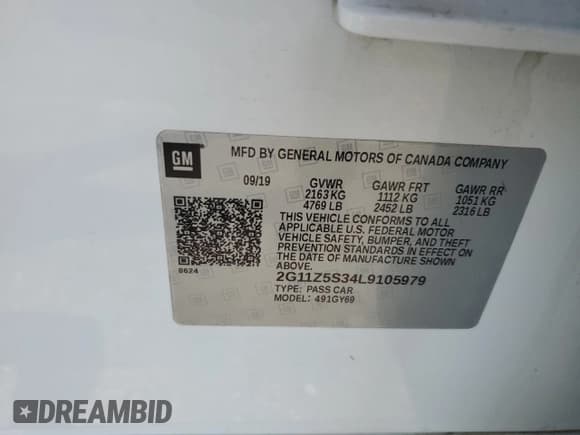 GM
MFD BY GENERAL MOTORS OF CANADA COMPANY
09/19 GVWR GAWR FRT GAWR RR
2163 KG 1112 KG 1051 KG
4769 LB 2452 LB 2316 LB
THIS VEHICLE CONFORMS TO ALL
APPLICABLE U.S. FEDERAL MOTOR
VEHICLE SAFETY, BUMPER, AND THEFT
PREVENTION STANDARDS IN EFFECT ON
THE DATE OF MANUFACTURE SHOWN
ABOVE.
8624
2G11Z5S34L9105979
TYPE: PASS CAR
MODEL: 491GY69
DREAMBID